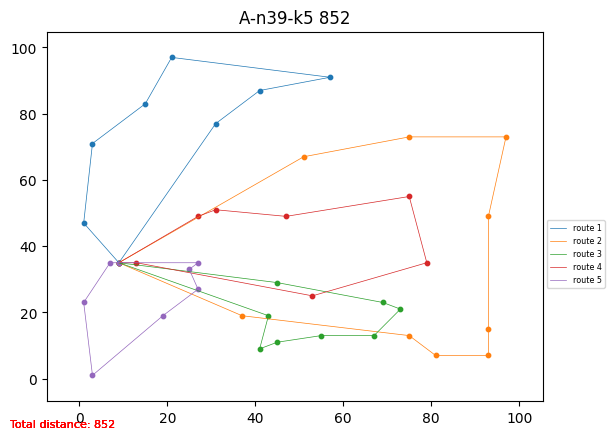 A-n39-k5 852
100
80
60
40
20
0
0 20 40 60 80 100
route 1
route 2
route 3
route 4
route 5
Total distance: 852